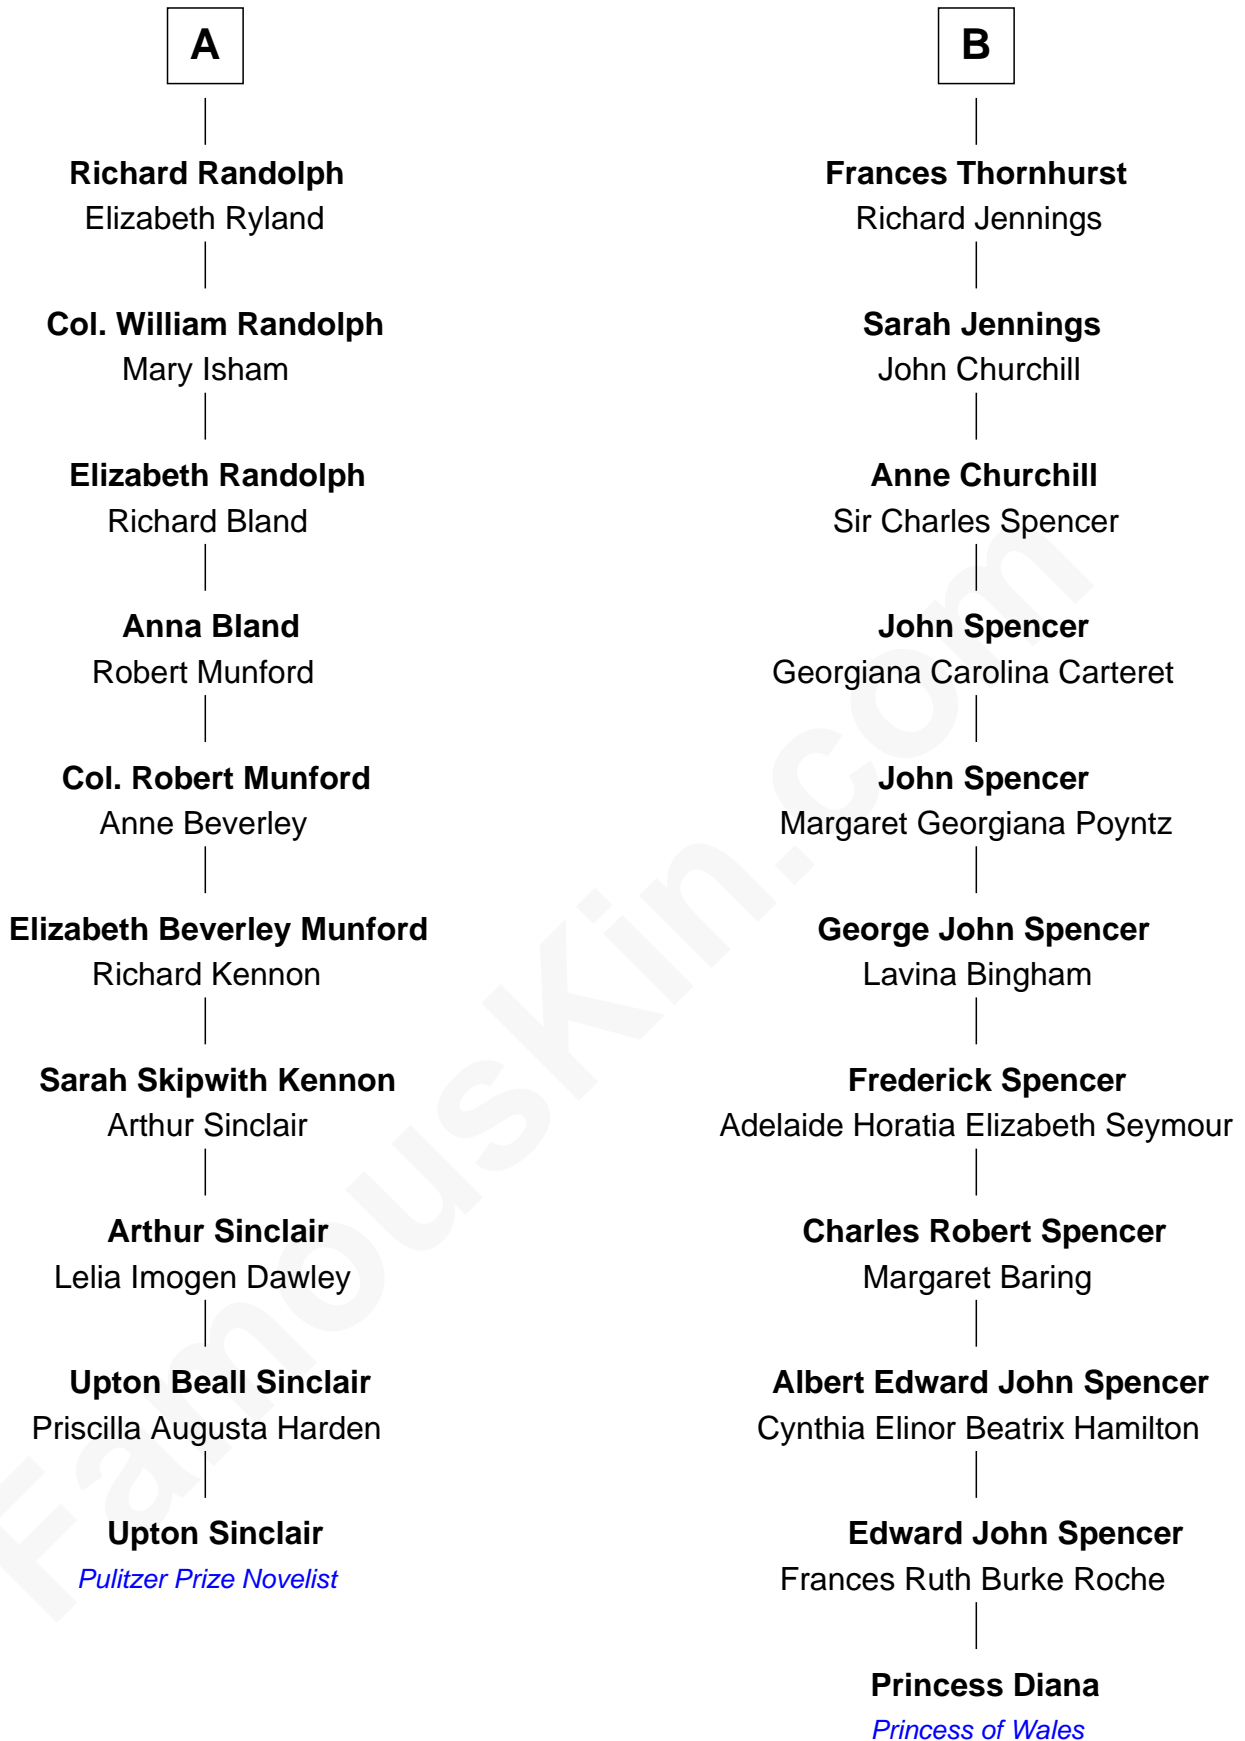 A
Richard Randolph
Elizabeth Ryland
Col. William Randolph
Mary Isham
Elizabeth Randolph
Richard Bland
Anna Bland
Robert Munford
Col. Robert Munford
Anne Beverley
Elizabeth Beverley Munford
Richard Kennon
Sarah Skipwith Kennon
Arthur Sinclair
Arthur Sinclair
Lelia Imogen Dawley
Upton Beall Sinclair
Priscilla Augusta Harden
Upton Sinclair
Pulitzer Prize Novelist
B
Frances Thornhurst
Richard Jennings
Sarah Jennings
John Churchill
Anne Churchill
Sir Charles Spencer
John Spencer
Georgiana Carolina Carteret
John Spencer
Margaret Georgiana Poyntz
George John Spencer
Lavina Bingham
Frederick Spencer
Adelaide Horatia Elizabeth Seymour
Charles Robert Spencer
Margaret Baring
Albert Edward John Spencer
Cynthia Elinor Beatrix Hamilton
Edward John Spencer
Frances Ruth Burke Roche
Princess Diana
Princess of Wales
FamousKin.com